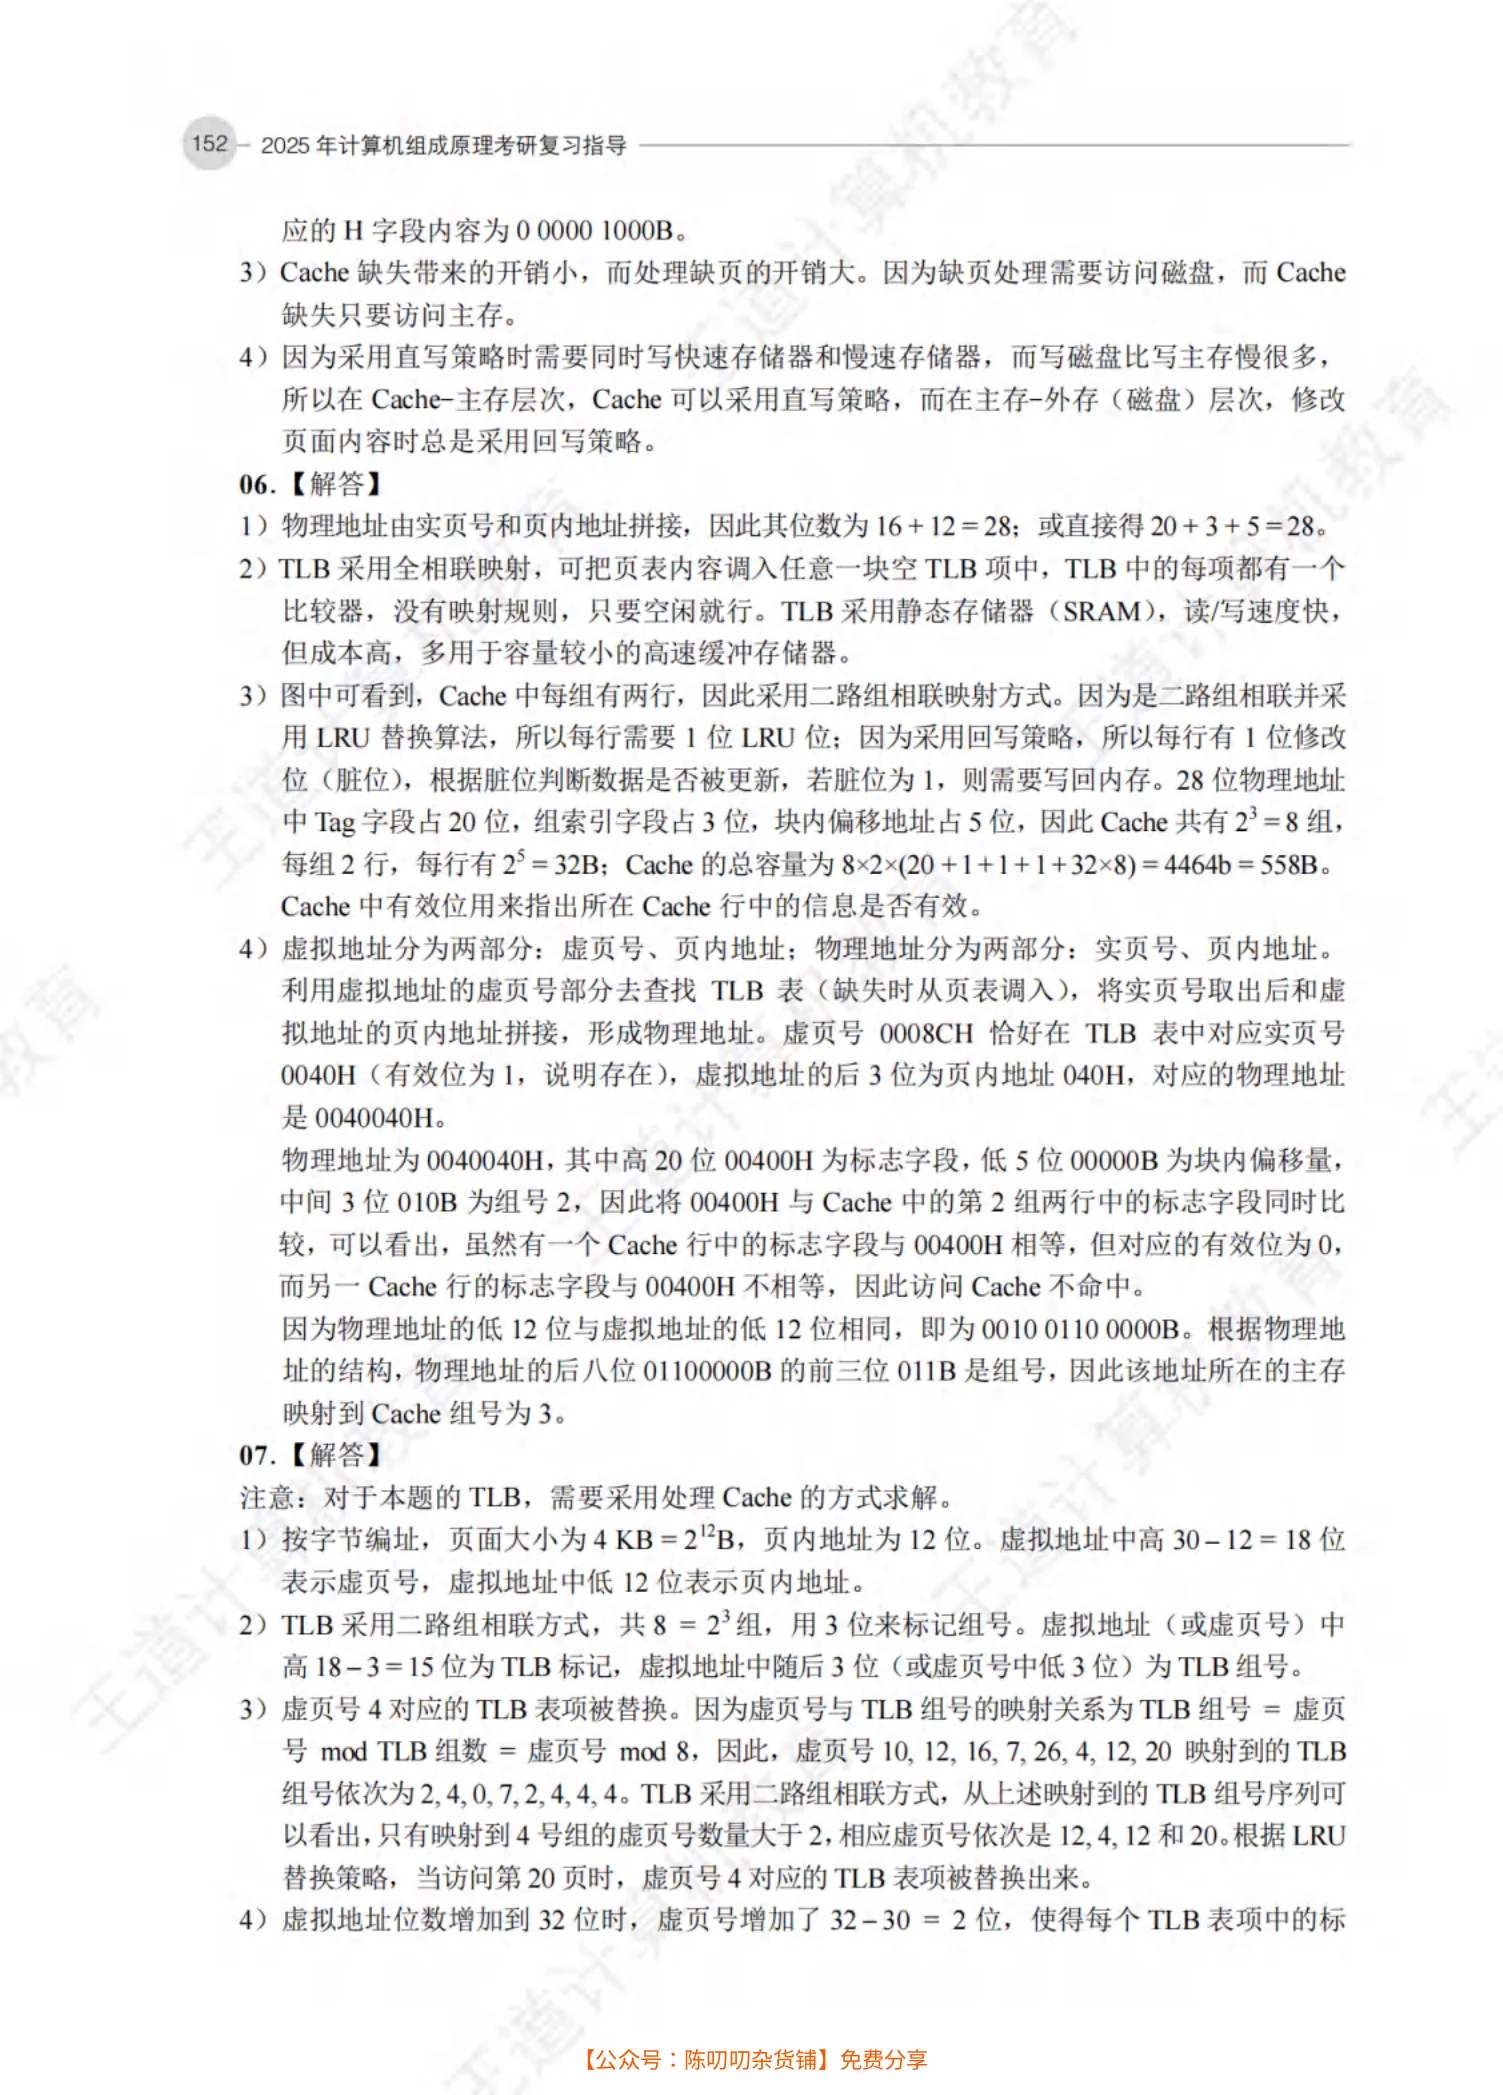 152 2025 年计算机组成原理考研复习指导
应的 H 字段内容为 0 0000 1000B。
3）Cache 缺失带来的开销小，而处理缺页的开销大。因为缺页处理需要访问磁盘，而 Cache
缺失只要访问主存。
4）因为采用直写策略时需要同时写快速存储器和慢速存储器，而写磁盘比写主存慢很多，
所以在 Cache-主存层次，Cache 可以采用直写策略，而在主存-外存（磁盘）层次，修改
页面内容时总是采用回写策略。
06.【解答】
1）物理地址由实页号和页内地址拼接，因此其位数为 16 + 12 = 28；或直接得 20 + 3 + 5 = 28。
2）TLB 采用全相联映射，可把页表内容调入任意一块空 TLB 项中，TLB 中的每项都有一个
比较器，没有映射规则，只要空闲就行。TLB 采用静态存储器（SRAM），读/写速度快，
但成本高，多用于容量较小的高速缓冲存储器。
3）图中可看到，Cache 中每组有两行，因此采用二路组相联映射方式。因为是二路组相联并采
用 LRU 替换算法，所以每行需要 1 位 LRU 位；因为采用回写策略，所以每行有 1 位修改
位（脏位），根据脏位判断数据是否被更新，若脏位为 1，则需要写回内存。28 位物理地址
中 Tag 字段占 20 位，组索引字段占 3 位，块内偏移地址占 5 位，因此 Cache 共有 2³ = 8 组，
每组 2 行，每行有 2⁵ = 32B；Cache 的总容量为 8×2×(20 + 1 + 1 + 1 + 32×8) = 4464b = 558B。
Cache 中有效位用来指出所在 Cache 行中的信息是否有效。
4）虚拟地址分为两部分：虚页号、页内地址；物理地址分为两部分：实页号、页内地址。
利用虚拟地址的虚页号部分去查找 TLB 表（缺失时从页表调入），将实页号取出后和虚
拟地址的页内地址拼接，形成物理地址。虚页号 0008CH 恰好在 TLB 表中对应实页号
0040H（有效位为 1，说明存在），虚拟地址的后 3 位为页内地址 040H，对应的物理地址
是 0040040H。
物理地址为 0040040H，其中高 20 位 00400H 为标志字段，低 5 位 00000B 为块内偏移量，
中间 3 位 010B 为组号 2，因此将 00400H 与 Cache 中的第 2 组两行中的标志字段同时比
较，可以看出，虽然有一个 Cache 行中的标志字段与 00400H 相等，但对应的有效位为 0，
而另一 Cache 行的标志字段与 00400H 不相等，因此访问 Cache 不命中。
因为物理地址的低 12 位与虚拟地址的低 12 位相同，即为 0010 0110 0000B。根据物理地
址的结构，物理地址的后八位 01100000B 的前三位 011B 是组号，因此该地址所在的主存
映射到 Cache 组号为 3。
07.【解答】
注意：对于本题的 TLB，需要采用处理 Cache 的方式求解。
1）按字节编址，页面大小为 4 KB = 2¹²B，页内地址为 12 位。虚拟地址中高 30 – 12 = 18 位
表示虚页号，虚拟地址中低 12 位表示页内地址。
2）TLB 采用二路组相联方式，共 8 = 2³ 组，用 3 位来标记组号。虚拟地址（或虚页号）中
高 18 – 3 = 15 位为 TLB 标记，虚拟地址中随后 3 位（或虚页号中低 3 位）为 TLB 组号。
3）虚页号 4 对应的 TLB 表项被替换。因为虚页号与 TLB 组号的映射关系为 TLB 组号 = 虚页
号 mod TLB 组数 = 虚页号 mod 8，因此，虚页号 10, 12, 16, 7, 26, 4, 12, 20 映射到的 TLB
组号依次为 2, 4, 0, 7, 2, 4, 4, 4。TLB 采用二路组相联方式，从上述映射到的 TLB 组号序列可
以看出，只有映射到 4 号组的虚页号数量大于 2，相应虚页号依次是 12, 4, 12 和 20。根据 LRU
替换策略，当访问第 20 页时，虚页号 4 对应的 TLB 表项被替换出来。
4）虚拟地址位数增加到 32 位时，虚页号增加了 32 – 30 = 2 位，使得每个 TLB 表项中的标
【公众号：陈叨叨杂货铺】免费分享
王道计算机教育